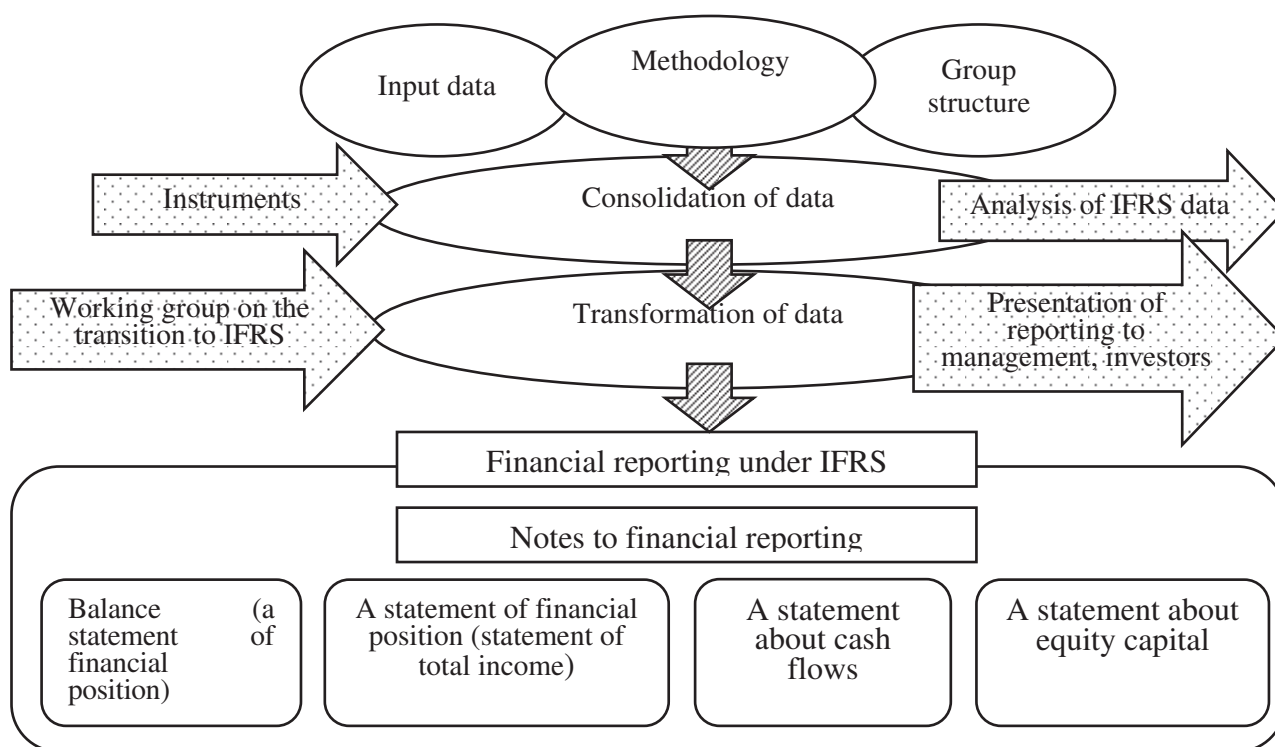 Input data
Methodology
Group
structure
Instruments
Consolidation of data
Analysis of IFRS data
Working group on the
transition to IFRS
Transformation of data
Presentation of
reporting to
management, investors
Financial reporting under IFRS
Notes to financial reporting
Balance (a
statement of
financial
position)
A statement of financial
position (statement of
total income)
A statement
about cash
flows
A statement about
equity capital